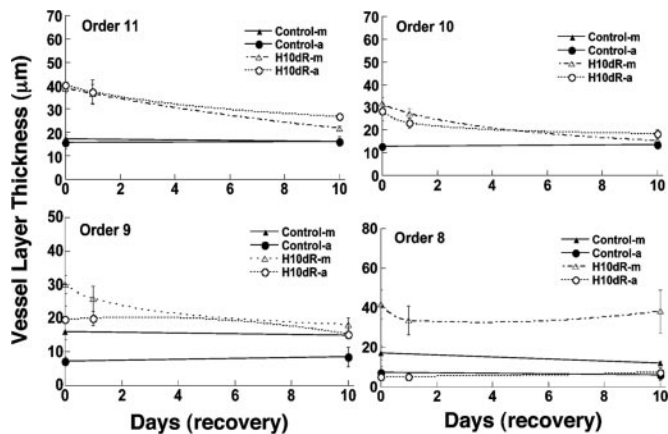 Vessel Layer Thickness (μm)
Order 11
Control-m
Control-a
H10dR-m
H10dR-a
70
60
50
40
30
20
10
0
0 2 4 6 8 10
Order 10
Control-m
Control-a
H10dR-m
H10dR-a
70
60
50
40
30
20
10
0
0 2 4 6 8 10
Order 9
Control-m
Control-a
H10dR-m
H10dR-a
50
40
30
20
10
0
0 2 4 6 8 10
Days (recovery)
Order 8
Control-m
Control-a
H10dR-m
H10dR-a
80
60
40
20
0
0 2 4 6 8 10
Days (recovery)